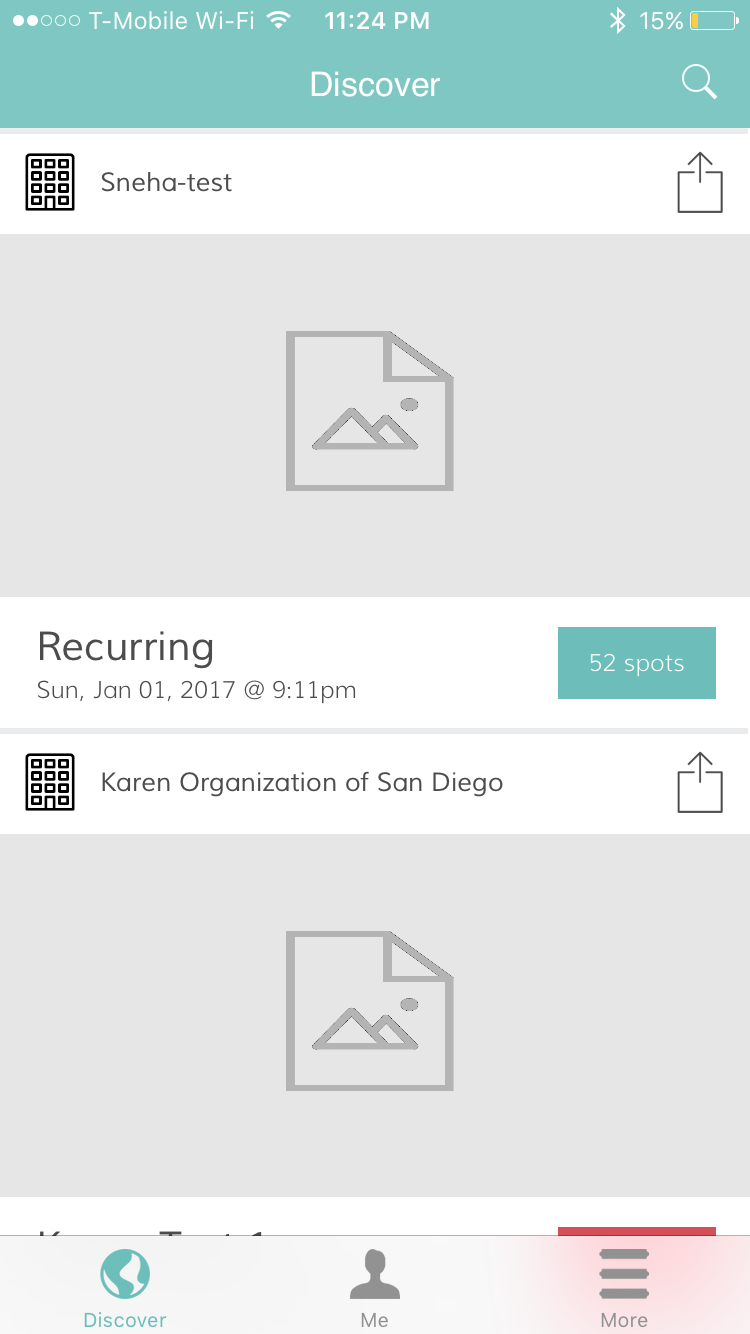 T-Mobile Wi-Fi 11:24 PM 15%
Discover
Sneha-test
Recurring
Sun, Jan 01, 2017 @ 9:11pm
52 spots
Karen Organization of San Diego
Discover
Me
More